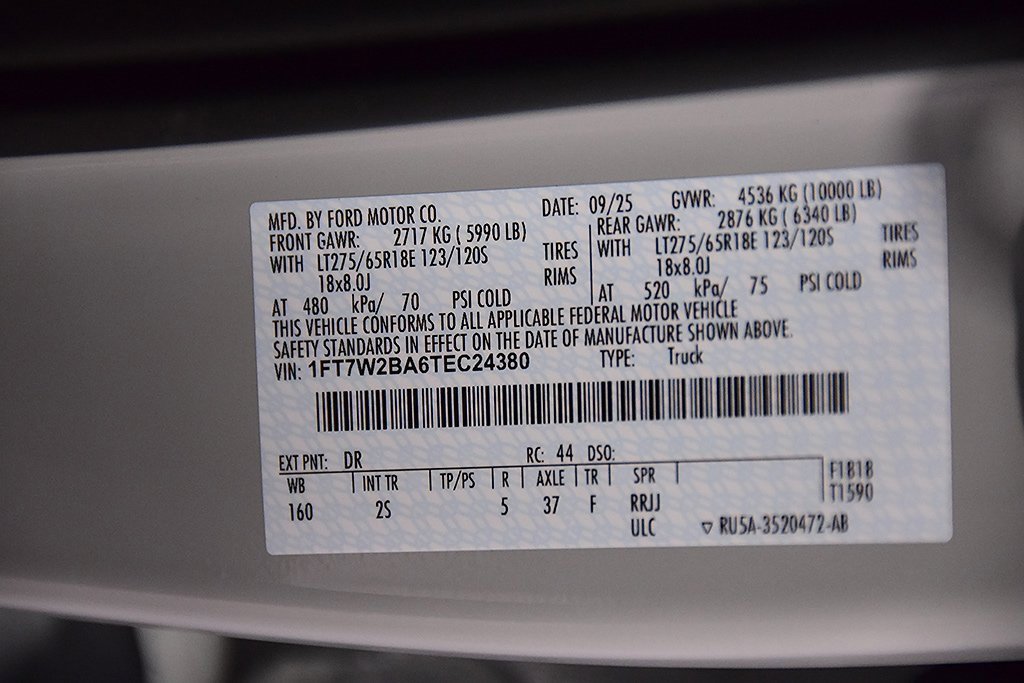 MFD. BY FORD MOTOR CO. DATE: 09/25 GVWR: 4536 KG (10000 LB)
FRONT GAWR: 2717 KG ( 5990 LB) REAR GAWR: 2876 KG ( 6340 LB)
WITH LT275/65R18E 123/120S TIRES WITH LT275/65R18E 123/120S TIRES
18x8.0J RIMS 18x8.0J RIMS
AT 480 kPa/ 70 PSI COLD AT 520 kPa/ 75 PSI COLD
THIS VEHICLE CONFORMS TO ALL APPLICABLE FEDERAL MOTOR VEHICLE
SAFETY STANDARDS IN EFFECT ON THE DATE OF MANUFACTURE SHOWN ABOVE.
VIN: 1FT7W2BA6TEC24380 TYPE: Truck
EXT PNT: DR RC: 44 DSO:
WB INT TR TP/PS R AXLE TR SPR F1818
160 2S 5 37 F RRJJ T1590
ULC ▽ RU5A-3520472-AB